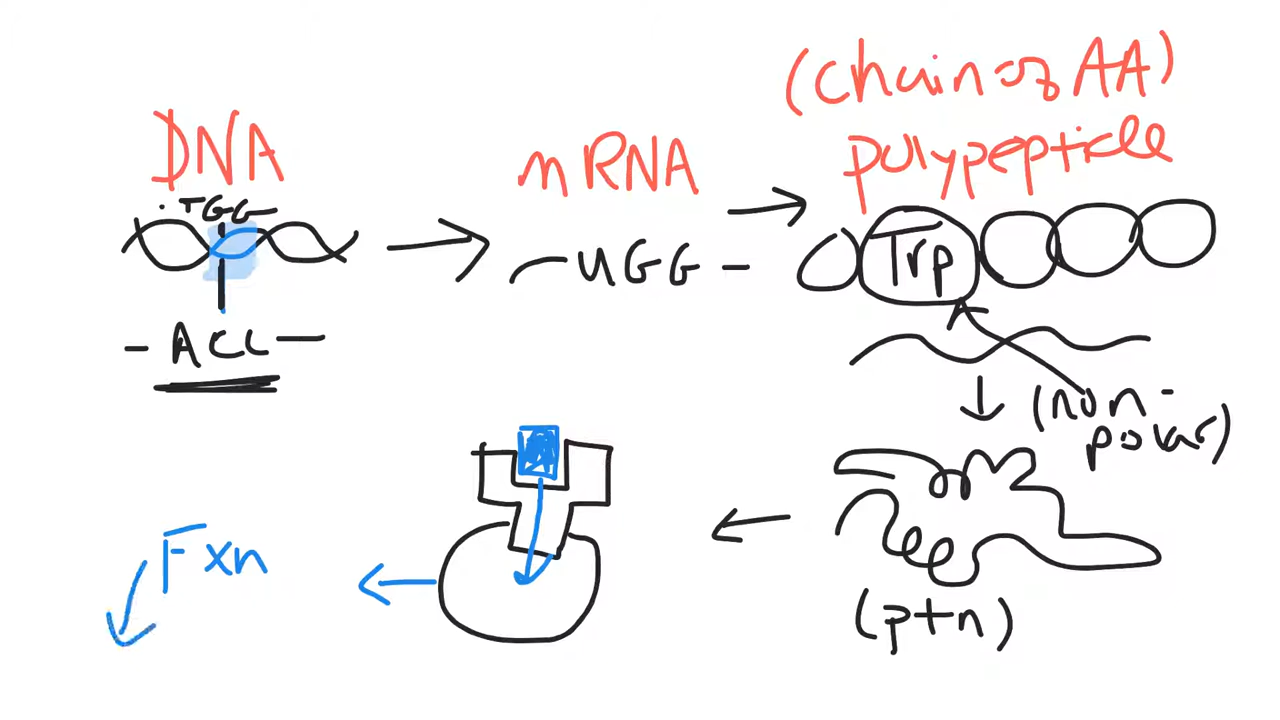 (chain of AA)
DNA
mRNA
polypeptide
TGG
-UGG-
Trp
-ACC-
(non-
polar)
Fxn
(ptn)